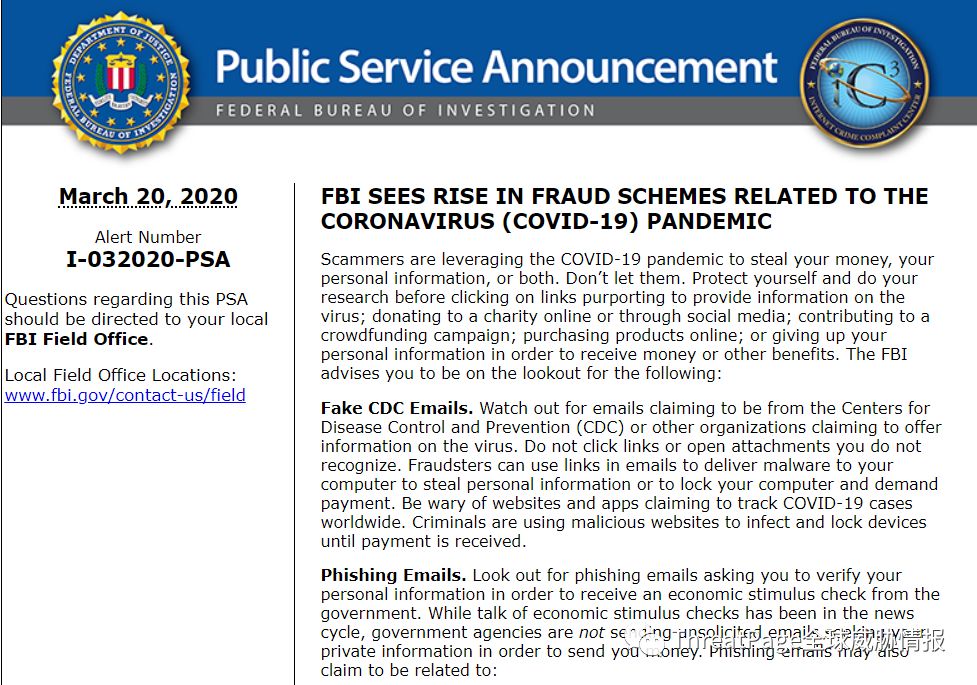 Public Service Announcement
FEDERAL BUREAU OF INVESTIGATION
DEPARTMENT OF JUSTICE
FEDERAL BUREAU OF INVESTIGATION
FEDERAL BUREAU OF INVESTIGATION
IC3
INTERNET CRIME COMPLAINT CENTER
March 20, 2020
Alert Number
I-032020-PSA
Questions regarding this PSA
should be directed to your local
FBI Field Office.
Local Field Office Locations:
www.fbi.gov/contact-us/field
FBI SEES RISE IN FRAUD SCHEMES RELATED TO THE
CORONAVIRUS (COVID-19) PANDEMIC
Scammers are leveraging the COVID-19 pandemic to steal your money, your
personal information, or both. Don’t let them. Protect yourself and do your
research before clicking on links purporting to provide information on the
virus; donating to a charity online or through social media; contributing to a
crowdfunding campaign; purchasing products online; or giving up your
personal information in order to receive money or other benefits. The FBI
advises you to be on the lookout for the following:
Fake CDC Emails. Watch out for emails claiming to be from the Centers for
Disease Control and Prevention (CDC) or other organizations claiming to offer
information on the virus. Do not click links or open attachments you do not
recognize. Fraudsters can use links in emails to deliver malware to your
computer to steal personal information or to lock your computer and demand
payment. Be wary of websites and apps claiming to track COVID-19 cases
worldwide. Criminals are using malicious websites to infect and lock devices
until payment is received.
Phishing Emails. Look out for phishing emails asking you to verify your
personal information in order to receive an economic stimulus check from the
government. While talk of economic stimulus checks has been in the news
cycle, government agencies are not sending unsolicited emails seeking your
private information in order to send you money. Phishing emails may also
claim to be related to:
ThreatPage全球威胁情报